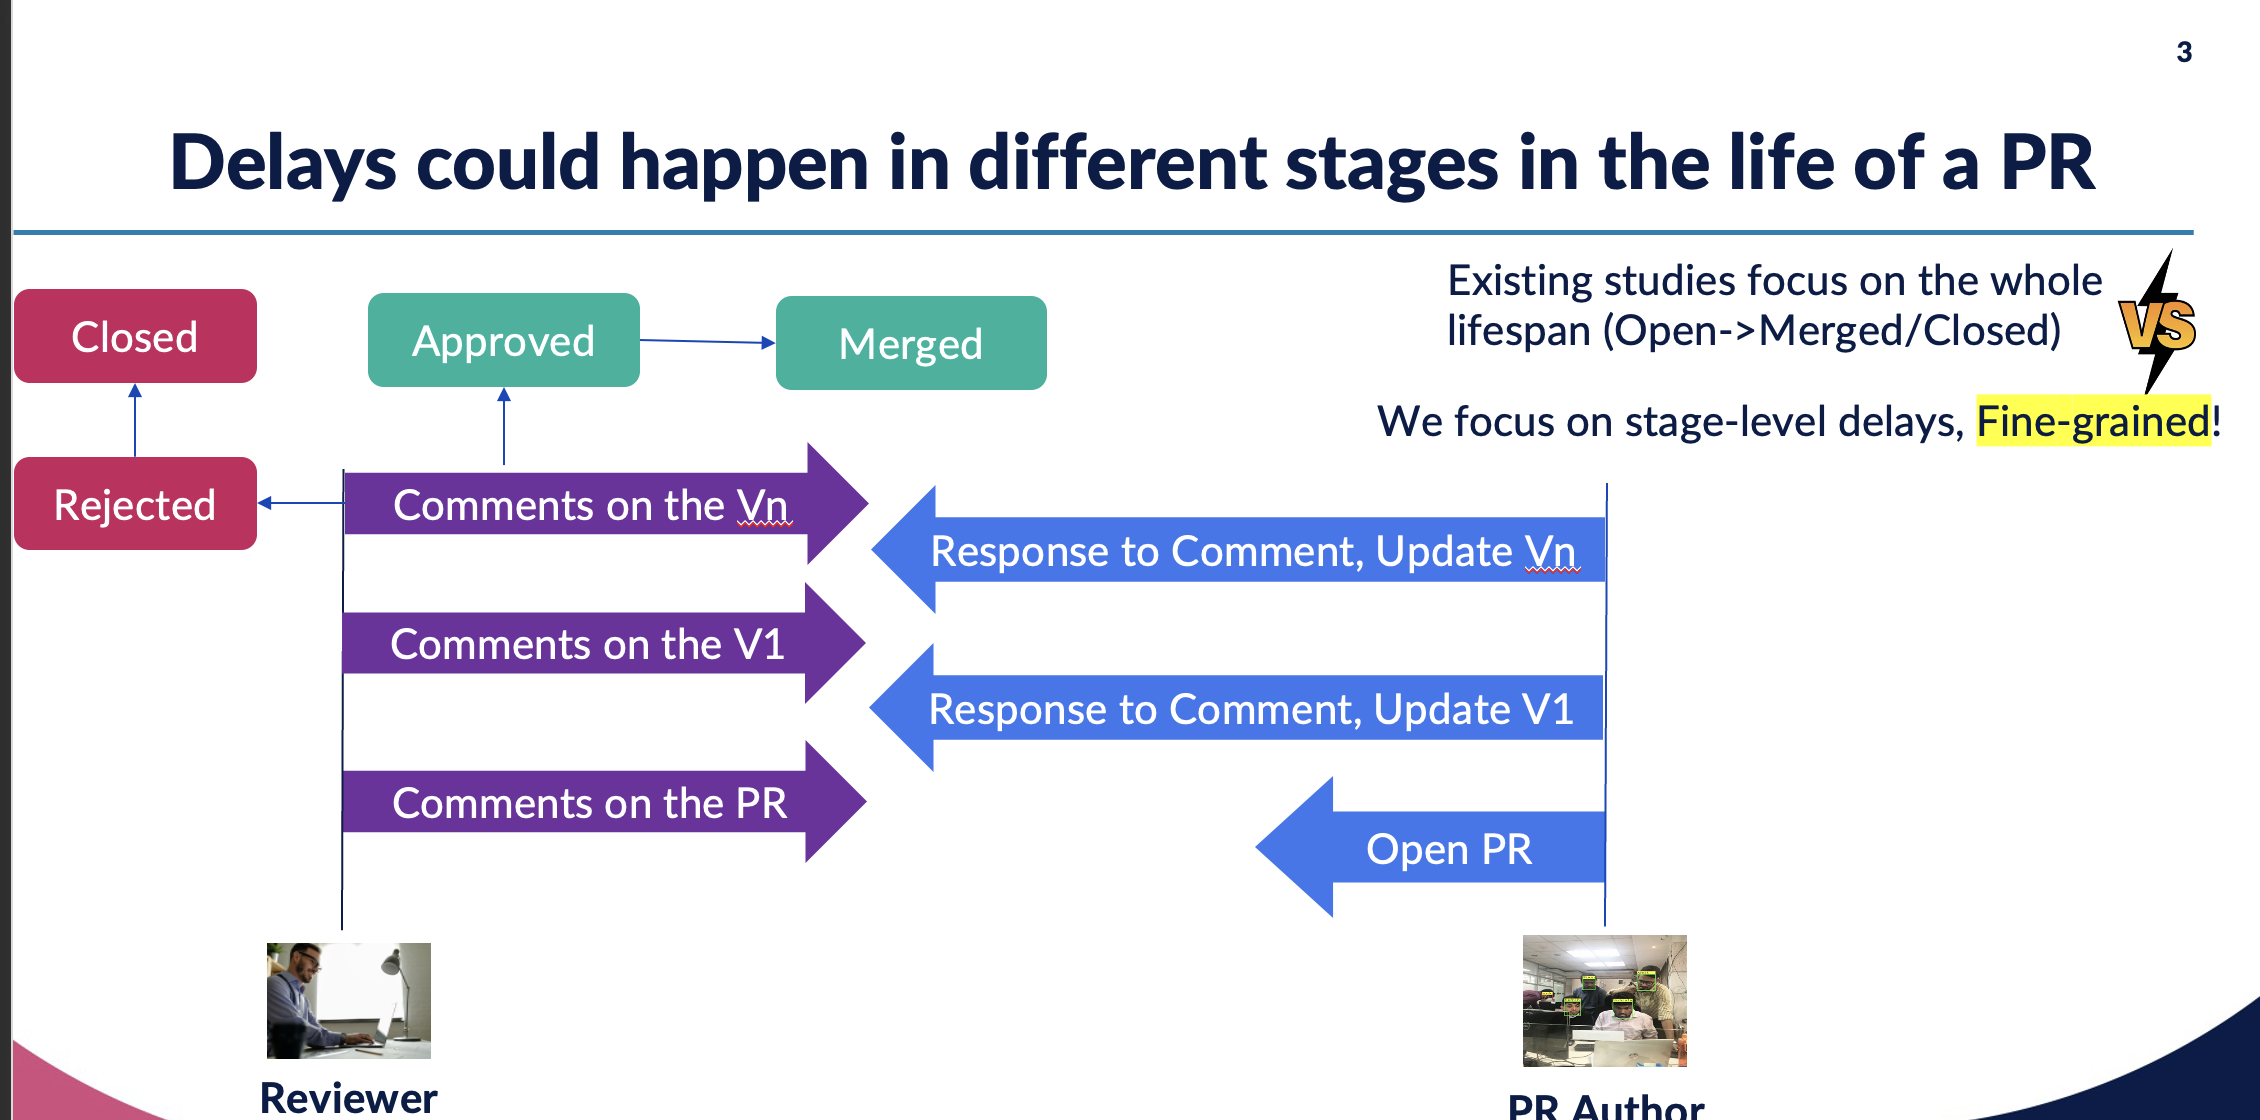 3
Delays could happen in different stages in the life of a PR
Existing studies focus on the whole
lifespan (Open->Merged/Closed)
VS
We focus on stage-level delays, Fine-grained!
Closed
Approved
Merged
Rejected
Comments on the Vn
Response to Comment, Update Vn
Comments on the V1
Response to Comment, Update V1
Comments on the PR
Open PR
Reviewer
PR Author